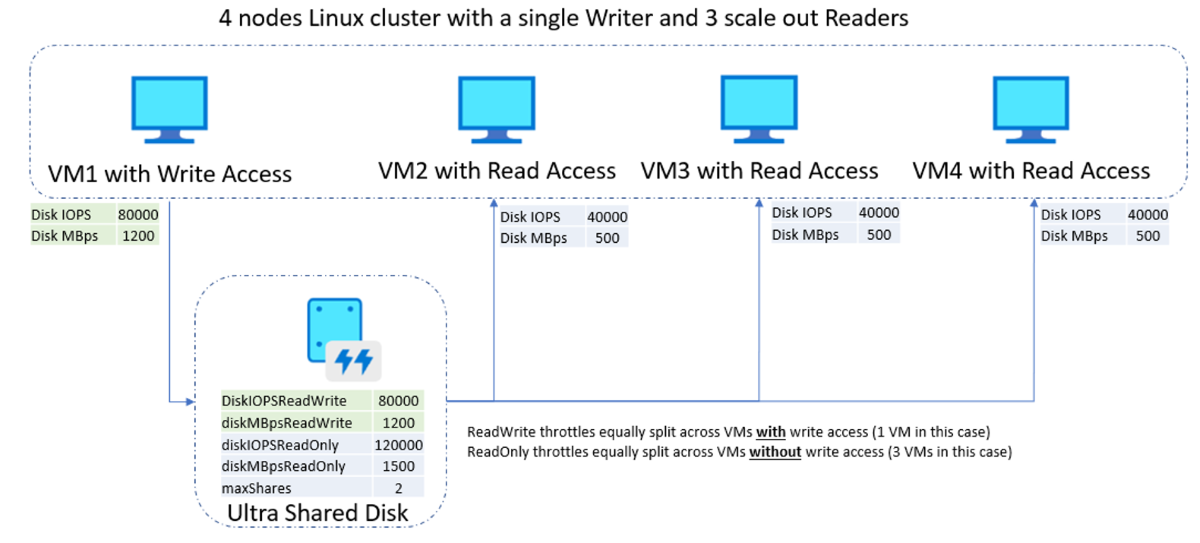 4 nodes Linux cluster with a single Writer and 3 scale out Readers
VM1 with Write Access
VM2 with Read Access
VM3 with Read Access
VM4 with Read Access
Disk IOPS 80000
Disk MBps 1200
Disk IOPS 40000
Disk MBps 500
Disk IOPS 40000
Disk MBps 500
Disk IOPS 40000
Disk MBps 500
DiskIOPSReadWrite 80000
diskMBpsReadWrite 1200
diskIOPSReadOnly 120000
diskMBpsReadOnly 1500
maxShares 2
Ultra Shared Disk
ReadWrite throttles equally split across VMs with write access (1 VM in this case)
ReadOnly throttles equally split across VMs without write access (3 VMs in this case)